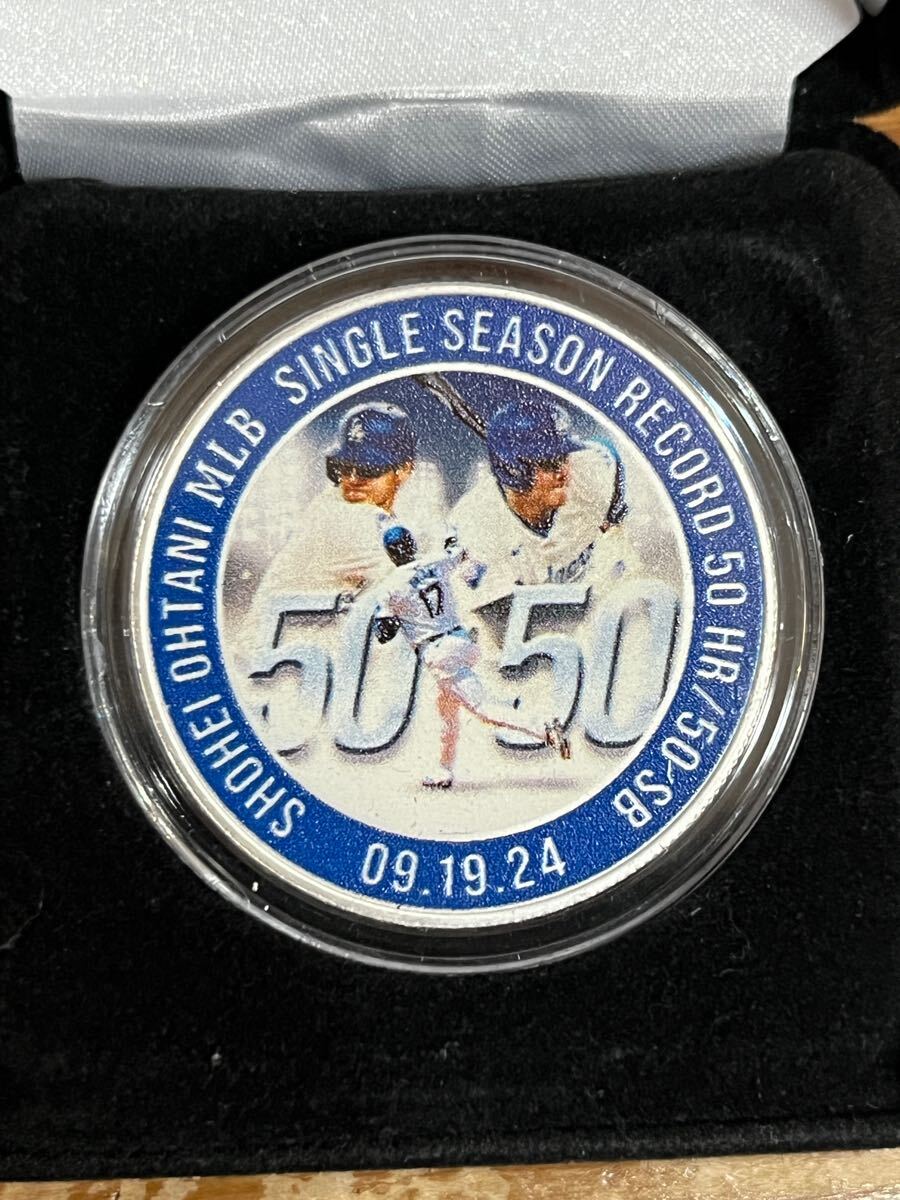 SHOHEI OHTANI MLB SINGLE SEASON RECORD 50 HR/50 SB
09.19.24
50 50
17